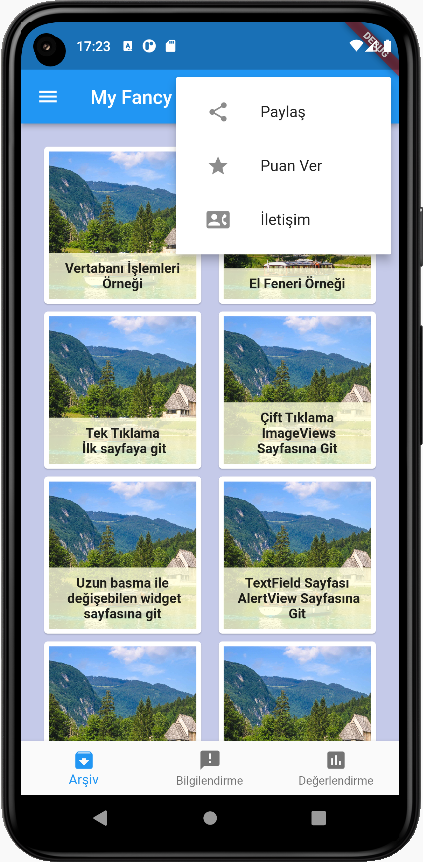 17:23
DEBUG
My Fancy
Paylaş
Puan Ver
İletişim
Vertabanı İşlemleri
Örneği
El Feneri Örneği
Tek Tıklama
İlk sayfaya git
Çift Tıklama
ImageViews
Sayfasına Git
Uzun basma ile
değişebilen widget
sayfasına git
TextField Sayfası
AlertView Sayfasına
Git
Arşiv
Bilgilendirme
Değerlendirme